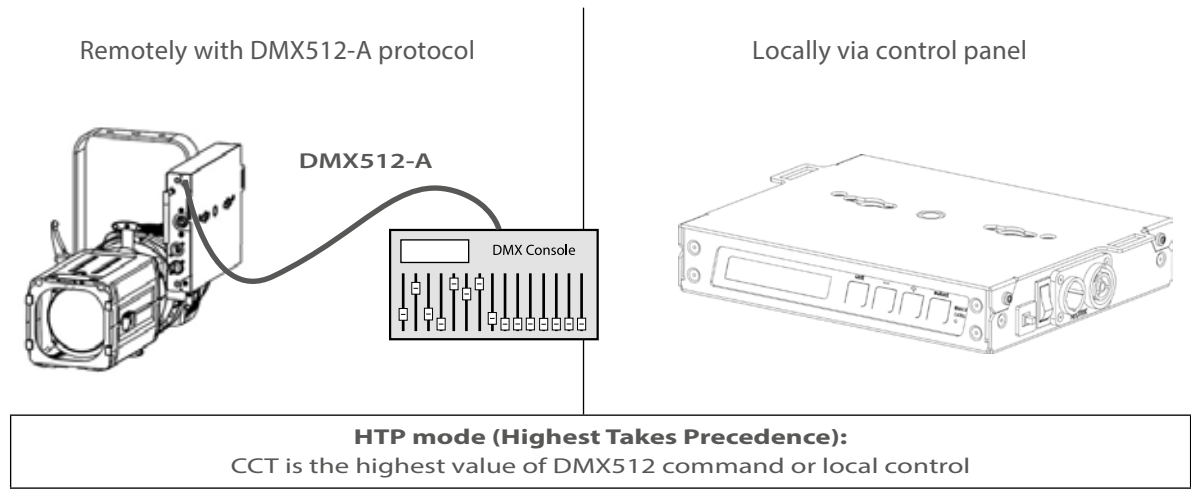 Remotely with DMX512-A protocol
Locally via control panel
DMX512-A
DMX Console
HTP mode (Highest Takes Precedence):
CCT is the highest value of DMX512 command or local control